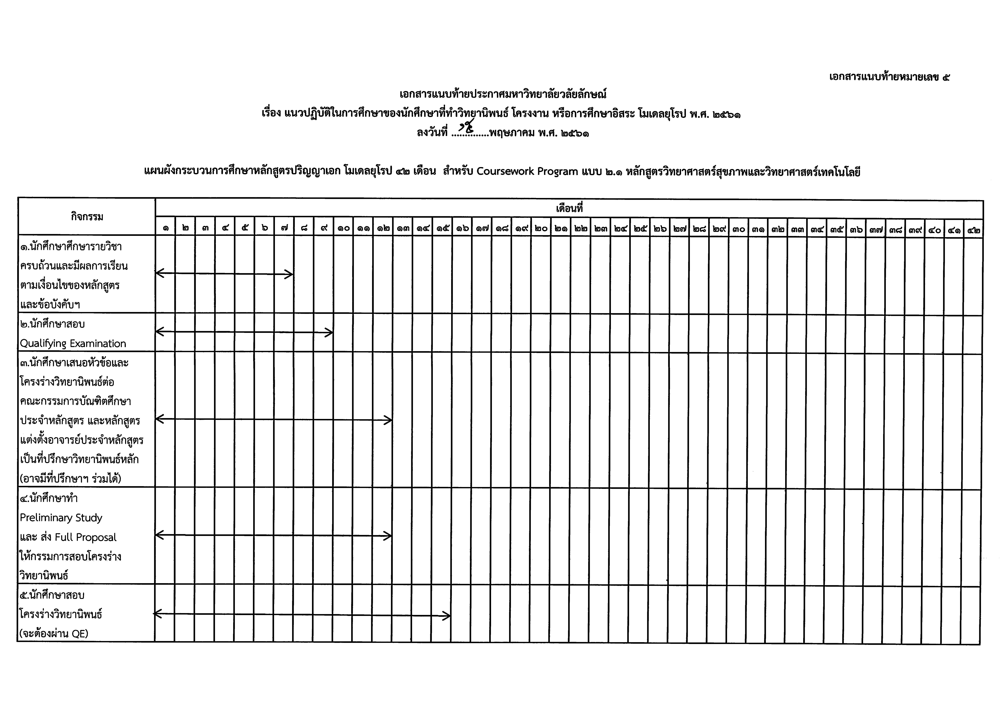 เอกสารแนบท้ายหมายเลข ๕
เอกสารแนบท้ายประกาศมหาวิทยาลัยวลัยลักษณ์
เรื่อง แนวปฏิบัติในการศึกษาของนักศึกษาที่ทำวิทยานิพนธ์ โครงงาน หรือการศึกษาอิสระ โมเดลยุโรป พ.ศ. ๒๕๖๑
ลงวันที่ ..............พฤษภาคม พ.ศ. ๒๕๖๑
แผนผังกระบวนการศึกษาหลักสูตรปริญญาเอก โมเดลยุโรป ๔๒ เดือน สำหรับ Coursework Program แบบ ๒.๑ หลักสูตรวิทยาศาสตร์สุขภาพและวิทยาศาสตร์เทคโนโลยี
กิจกรรม
เดือนที่
๑ ๒ ๓ ๔ ๕ ๖ ๗ ๘ ๙ ๑๐ ๑๑ ๑๒ ๑๓ ๑๔ ๑๕ ๑๖ ๑๗ ๑๘ ๑๙ ๒๐ ๒๑ ๒๒ ๒๓ ๒๔ ๒๕ ๒๖ ๒๗ ๒๘ ๒๙ ๓๐ ๓๑ ๓๒ ๓๓ ๓๔ ๓๕ ๓๖ ๓๗ ๓๘ ๓๙ ๔๐ ๔๑ ๔๒
๑.นักศึกษาศึกษารายวิชา
ครบถ้วนและมีผลการเรียน
ตามเงื่อนไขของหลักสูตร
และข้อบังคับฯ
๒.นักศึกษาสอบ
Qualifying Examination
๓.นักศึกษาเสนอหัวข้อและ
โครงร่างวิทยานิพนธ์ต่อ
คณะกรรมการบัณฑิตศึกษา
ประจำหลักสูตร และหลักสูตร
แต่งตั้งอาจารย์ประจำหลักสูตร
เป็นที่ปรึกษาวิทยานิพนธ์หลัก
(อาจมีที่ปรึกษาฯ ร่วมได้)
๔.นักศึกษาทำ
Preliminary Study
และ ส่ง Full Proposal
ให้กรรมการสอบโครงร่าง
วิทยานิพนธ์
๕.นักศึกษาสอบ
โครงร่างวิทยานิพนธ์
(จะต้องผ่าน QE)